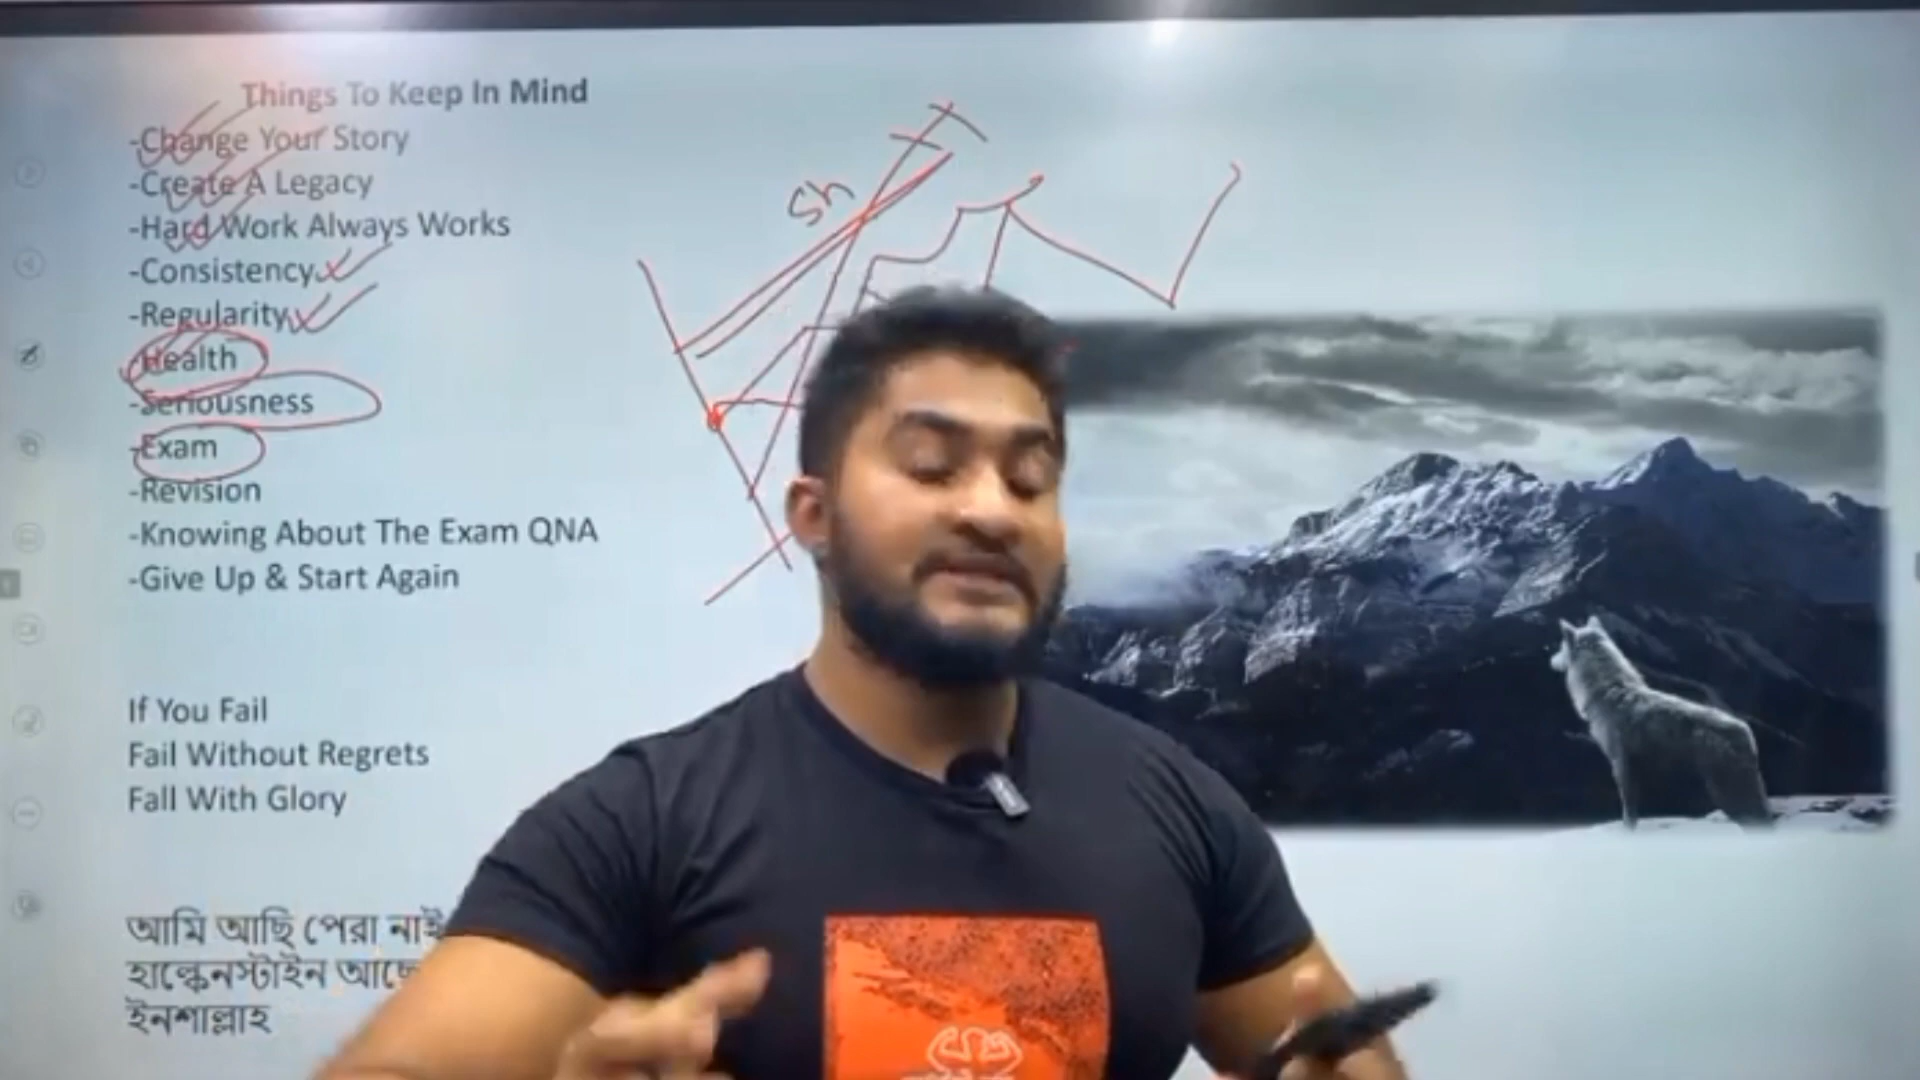 Things To Keep In Mind
-Change Your Story
-Create A Legacy
-Hard Work Always Works
-Consistency
-Regularity
-Health
-Seriousness
-Exam
-Revision
-Knowing About The Exam QNA
-Give Up & Start Again
Sh
If You Fail
Fail Without Regrets
Fall With Glory
আমি আছি পেরা নাই
হাল্কেনস্টাইন আছে
ইনশাল্লাহ